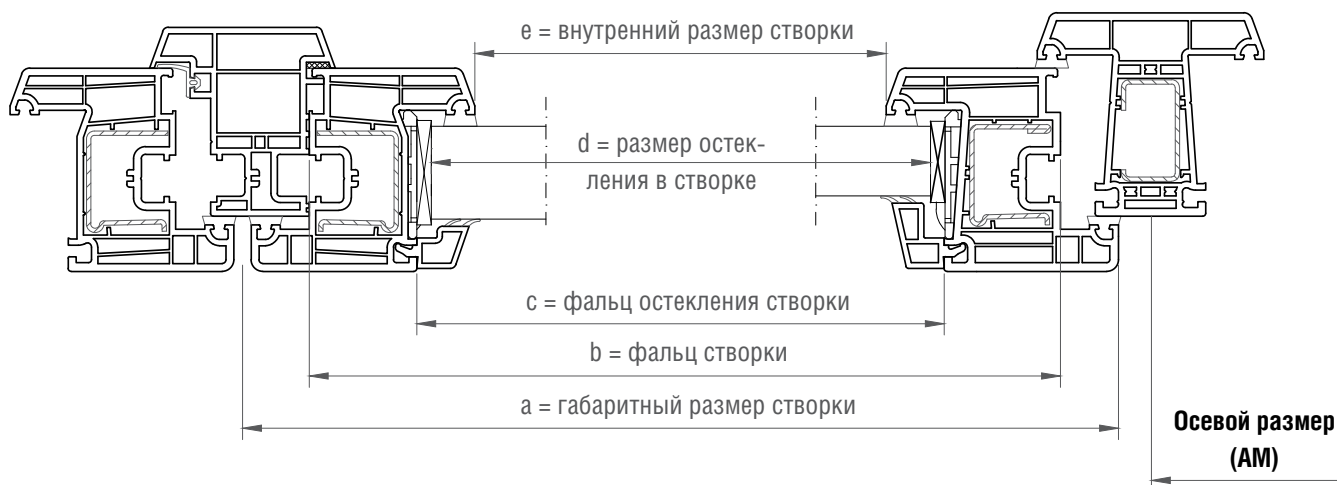 e = внутренний размер створки
d = размер остек-
ления в створке
c = фальц остекления створки
b = фальц створки
a = габаритный размер створки
Осевой размер
(AM)